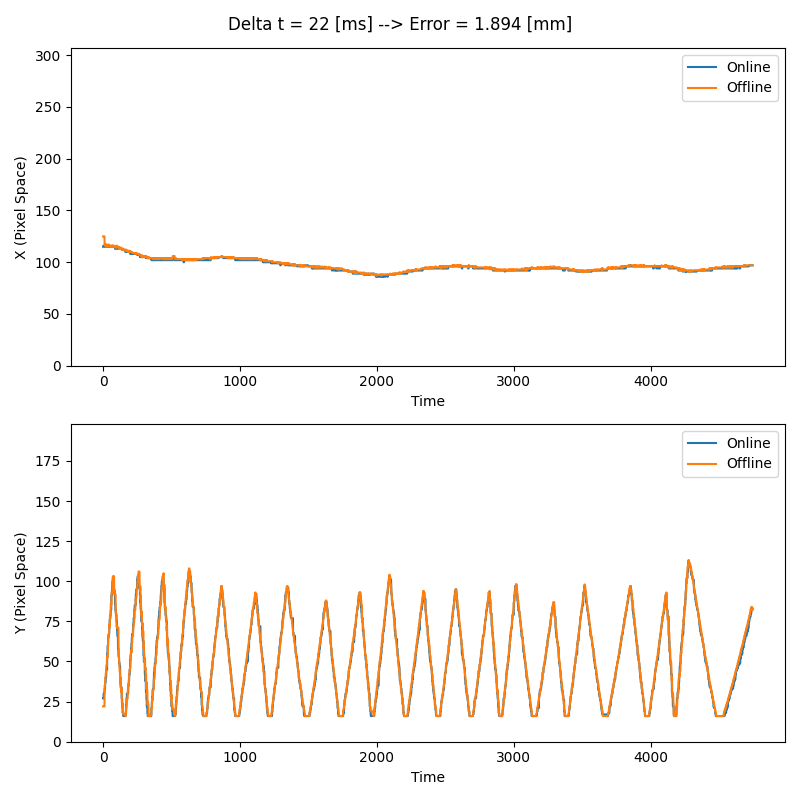 Delta t = 22 [ms] --> Error = 1.894 [mm]
300
250
200
150
100
50
0
X (Pixel Space)
Online
Offline
0 1000 2000 3000 4000
Time
175
150
125
100
75
50
25
0
Y (Pixel Space)
Online
Offline
0 1000 2000 3000 4000
Time